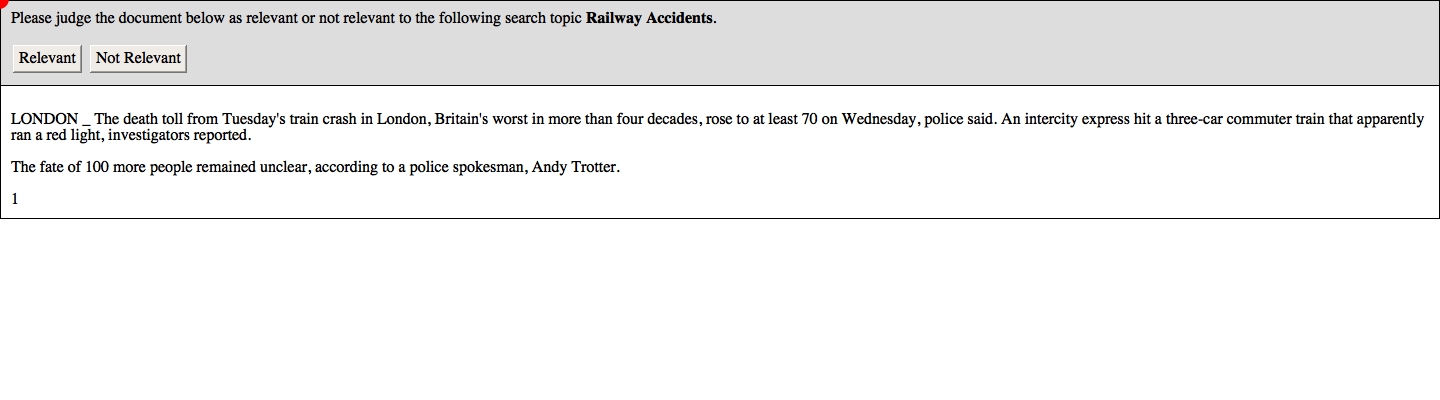 Please judge the document below as relevant or not relevant to the following search topic Railway Accidents.
Relevant Not Relevant
LONDON _ The death toll from Tuesday's train crash in London, Britain's worst in more than four decades, rose to at least 70 on Wednesday, police said. An intercity express hit a three-car commuter train that apparently
ran a red light, investigators reported.
The fate of 100 more people remained unclear, according to a police spokesman, Andy Trotter.
1